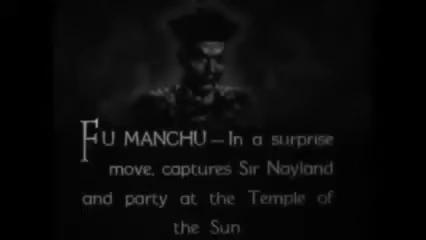 FU MANCHU — In a surprise
move, captures Sir Nayland
and party at the Temple of
the Sun